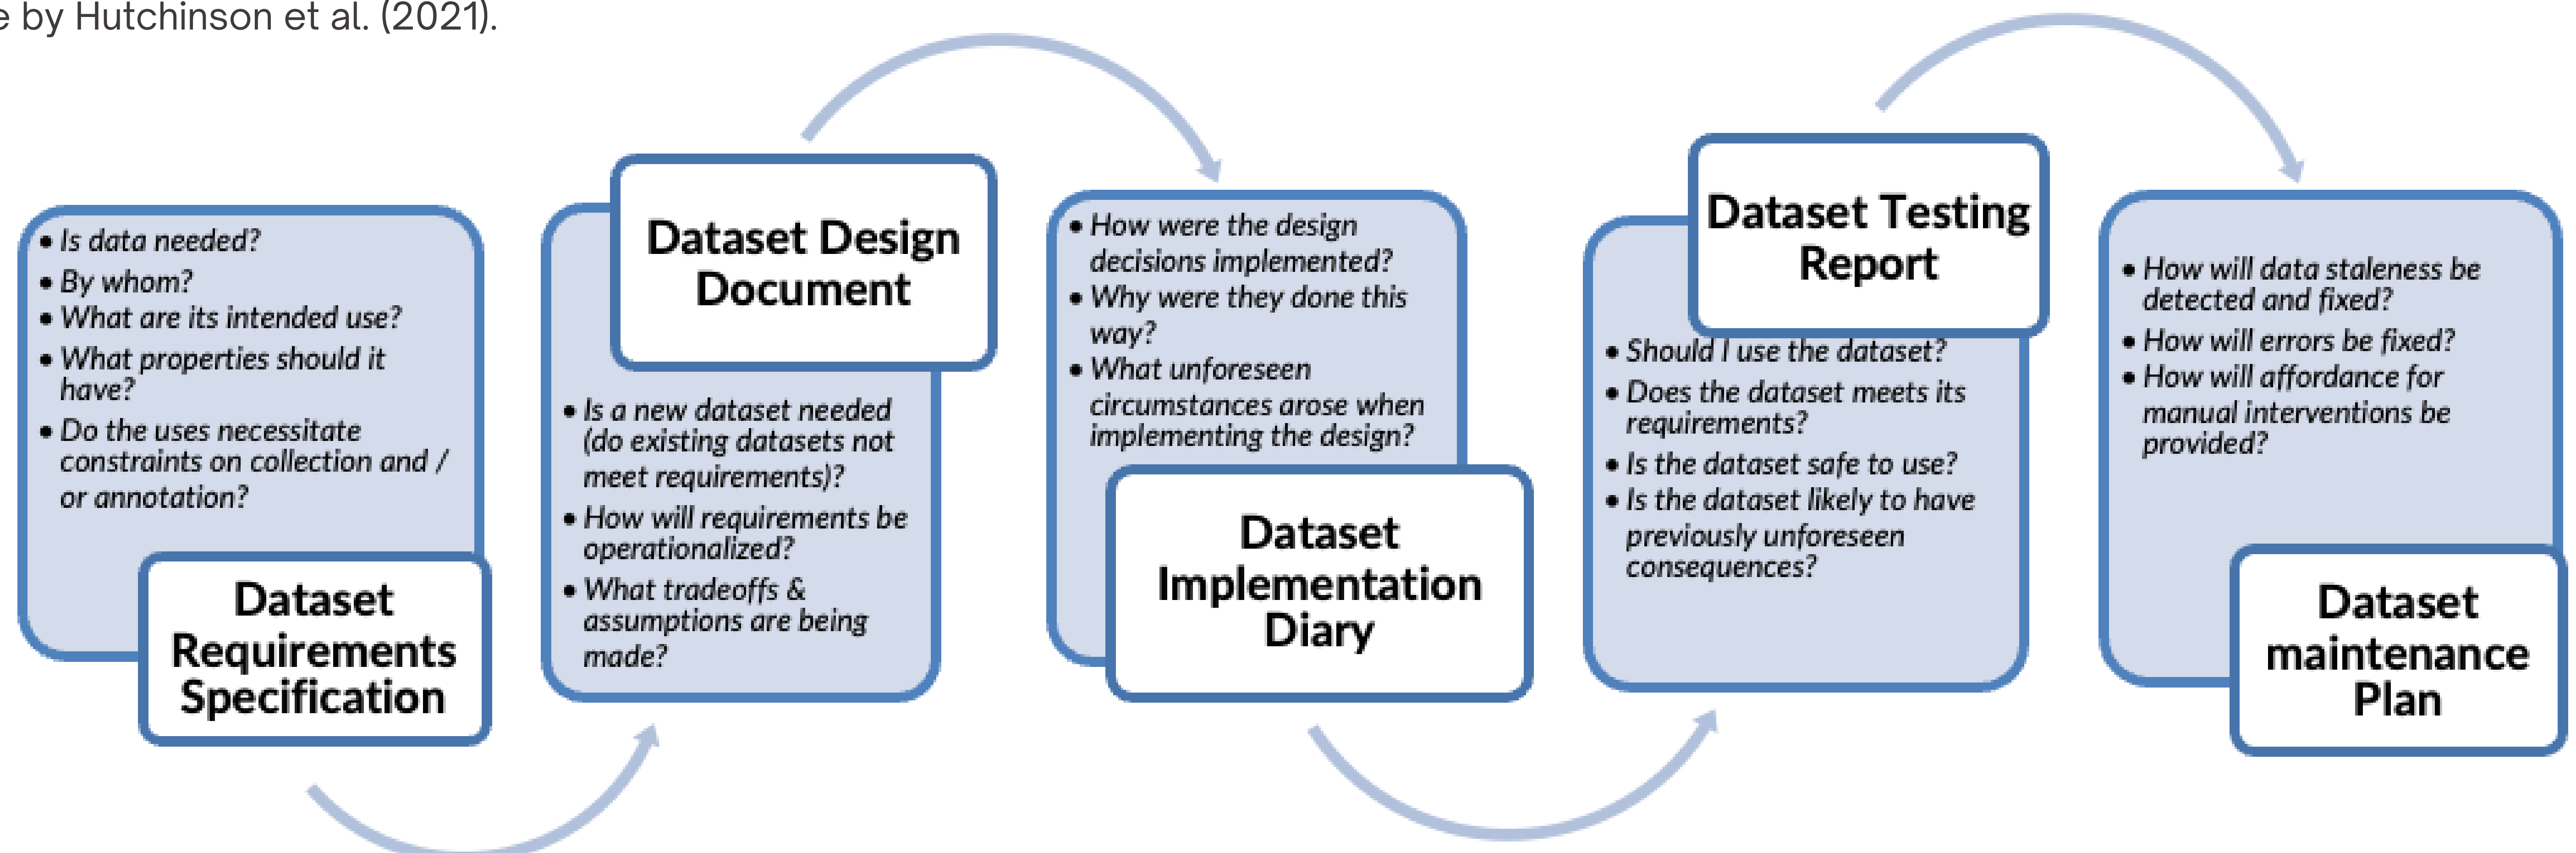 e by Hutchinson et al. (2021).
• Is data needed?
• By whom?
• What are its intended use?
• What properties should it
have?
• Do the uses necessitate
constraints on collection and /
or annotation?
Dataset
Requirements
Specification
Dataset Design
Document
• Is a new dataset needed
(do existing datasets not
meet requirements)?
• How will requirements be
operationalized?
• What tradeoffs &
assumptions are being
made?
• How were the design
decisions implemented?
• Why were they done this
way?
• What unforeseen
circumstances arose when
implementing the design?
Dataset
Implementation
Diary
Dataset Testing
Report
• Should I use the dataset?
• Does the dataset meets its
requirements?
• Is the dataset safe to use?
• Is the dataset likely to have
previously unforeseen
consequences?
• How will data staleness be
detected and fixed?
• How will errors be fixed?
• How will affordance for
manual interventions be
provided?
Dataset
maintenance
Plan